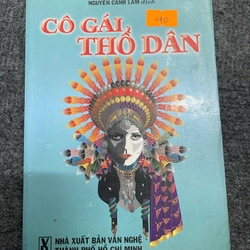 NGUYỄN CẢNH LÂM dịch
CÔ GÁI
THỔ DÂN
NHÀ XUẤT BẢN VĂN NGHỆ
THÀNH PHỐ HỒ CHÍ MINH